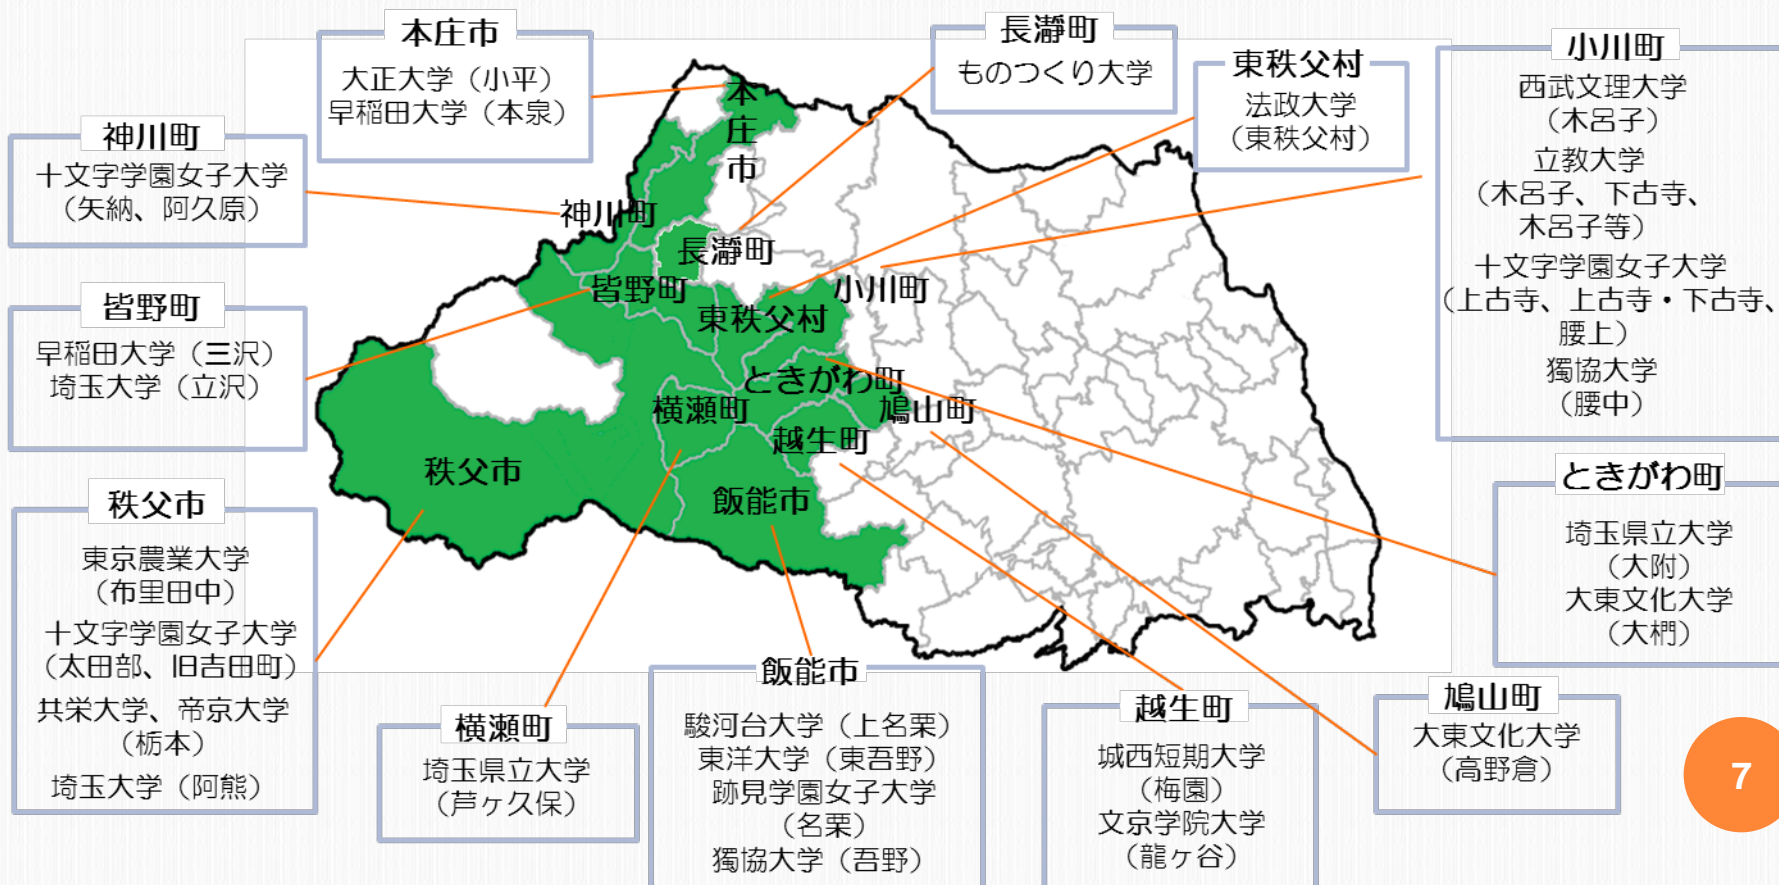 本庄市
大正大学（小平）
早稲田大学（本泉）
長瀞町
ものつくり大学
東秩父村
法政大学
（東秩父村）
小川町
西武文理大学
（木呂子）
立教大学
（木呂子、下古寺、
木呂子等）
十文字学園女子大学
（上古寺、上古寺・下古寺、
腰上）
獨協大学
（腰中）
神川町
十文字学園女子大学
（矢納、阿久原）
皆野町
早稲田大学（三沢）
埼玉大学（立沢）
本庄市
神川町
長瀞町
皆野町
小川町
東秩父村
ときがわ町
横瀬町
鳩山町
越生町
秩父市
飯能市
秩父市
東京農業大学
（布里田中）
十文字学園女子大学
（太田部、旧吉田町）
共栄大学、帝京大学
（栃本）
埼玉大学（阿熊）
横瀬町
埼玉県立大学
（芦ヶ久保）
飯能市
駿河台大学（上名栗）
東洋大学（東吾野）
跡見学園女子大学
（名栗）
獨協大学（吾野）
越生町
城西短期大学
（梅園）
文京学院大学
（龍ヶ谷）
鳩山町
大東文化大学
（高野倉）
ときがわ町
埼玉県立大学
（大附）
大東文化大学
（大椚）
7